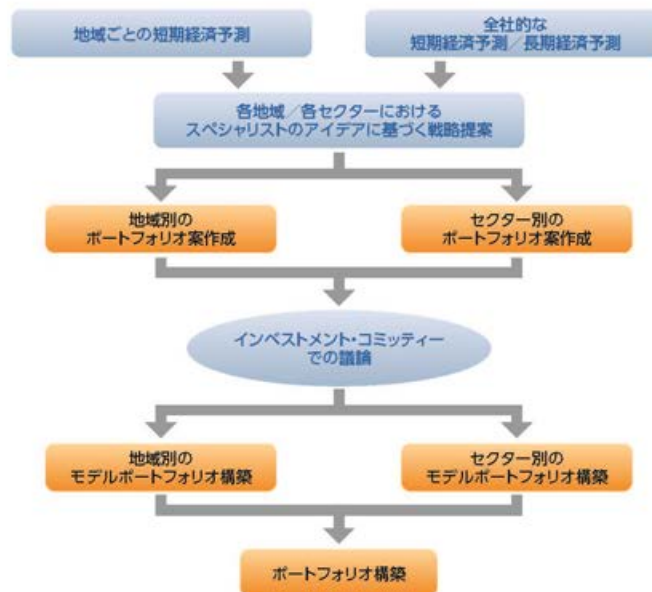 地域ごとの短期経済予測
全社的な
短期経済予測／長期経済予測
各地域／各セクターにおける
スペシャリストのアイデアに基づく戦略提案
地域別の
ポートフォリオ案作成
セクター別の
ポートフォリオ案作成
インベストメント・コミッティー
での議論
地域別の
モデルポートフォリオ構築
セクター別の
モデルポートフォリオ構築
ポートフォリオ構築